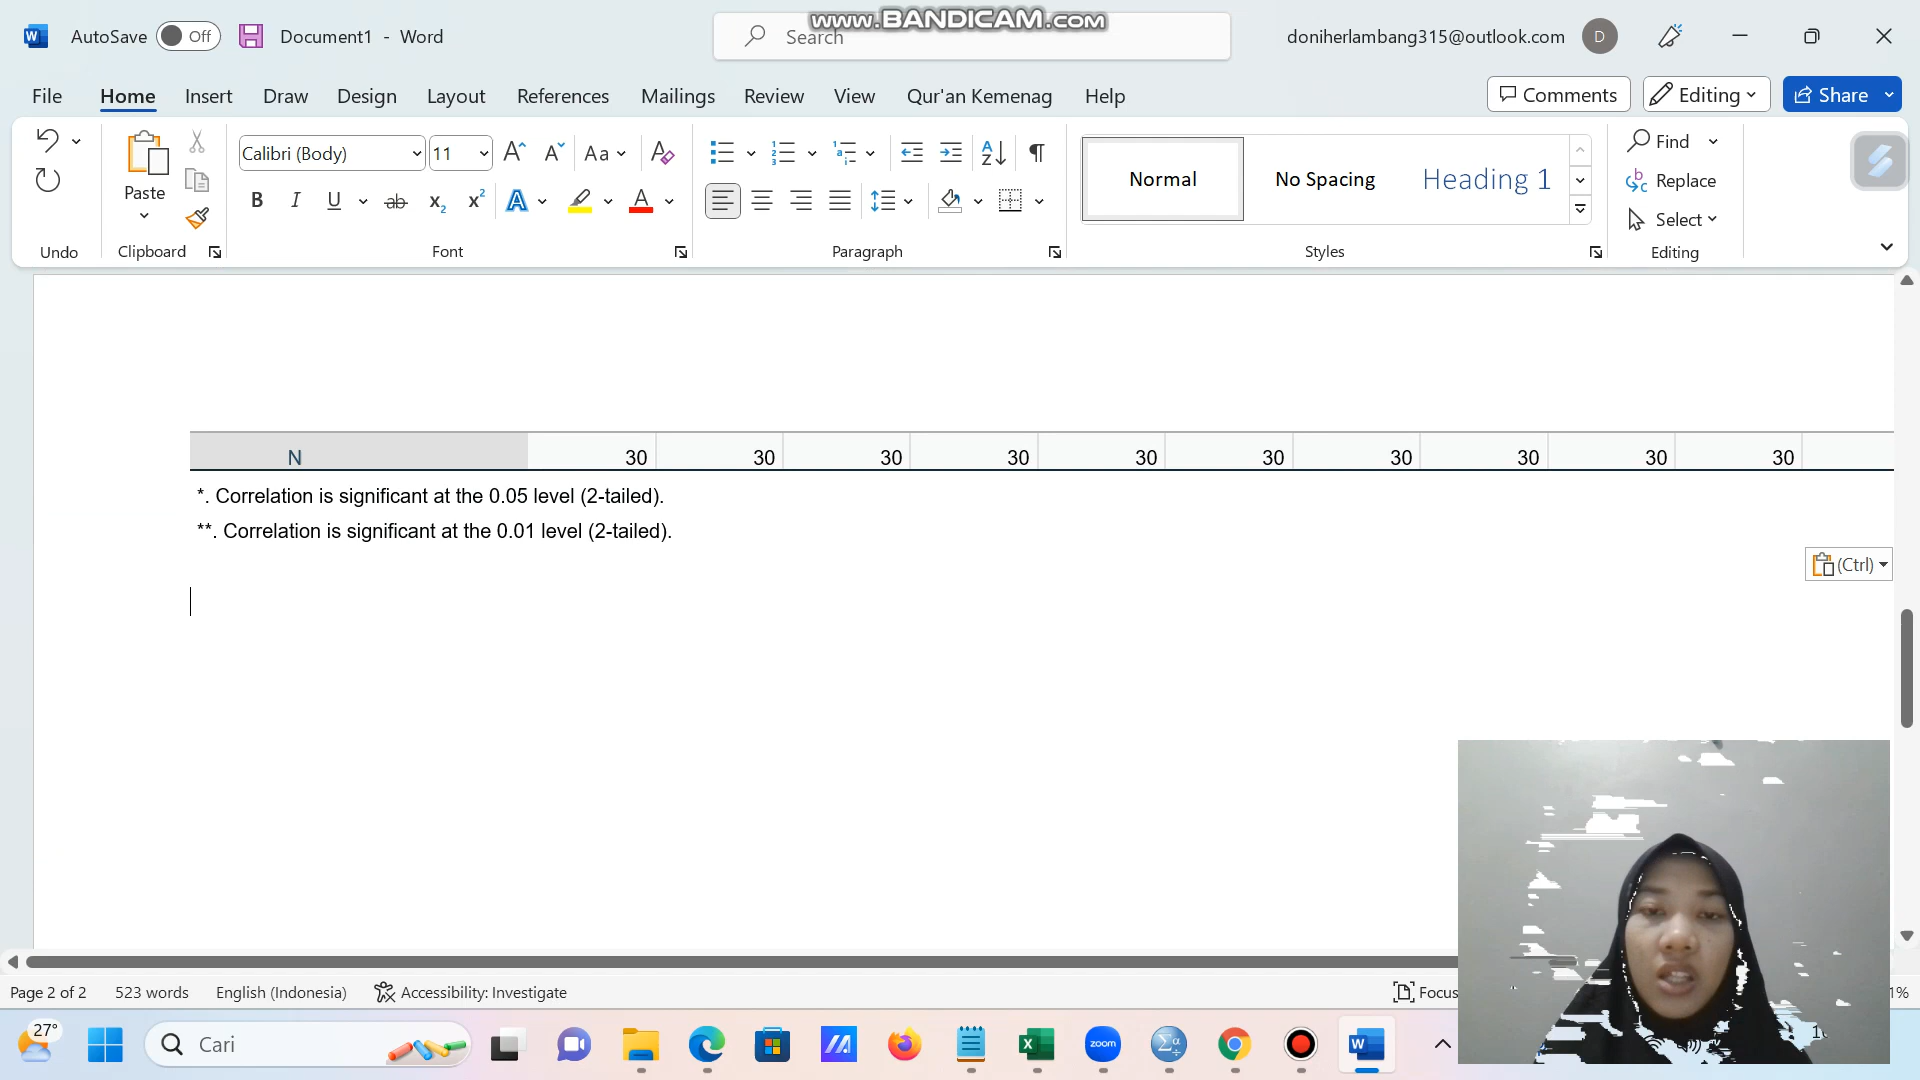 www.BANDICAM.com
AutoSave Off Document1 - Word Search doniherlambang315@outlook.com D
File Home Insert Draw Design Layout References Mailings Review View Qur'an Kemenag Help Comments Editing Share
Paste Calibri (Body) 11 Aa Normal No Spacing Heading 1 Find Replace Select
Undo Clipboard Font Paragraph Styles Editing
N 30 30 30 30 30 30 30 30 30 30
*. Correlation is significant at the 0.05 level (2-tailed).
**. Correlation is significant at the 0.01 level (2-tailed).
(Ctrl)
Page 2 of 2 523 words English (Indonesia) Accessibility: Investigate Focus
27° Cari zoom